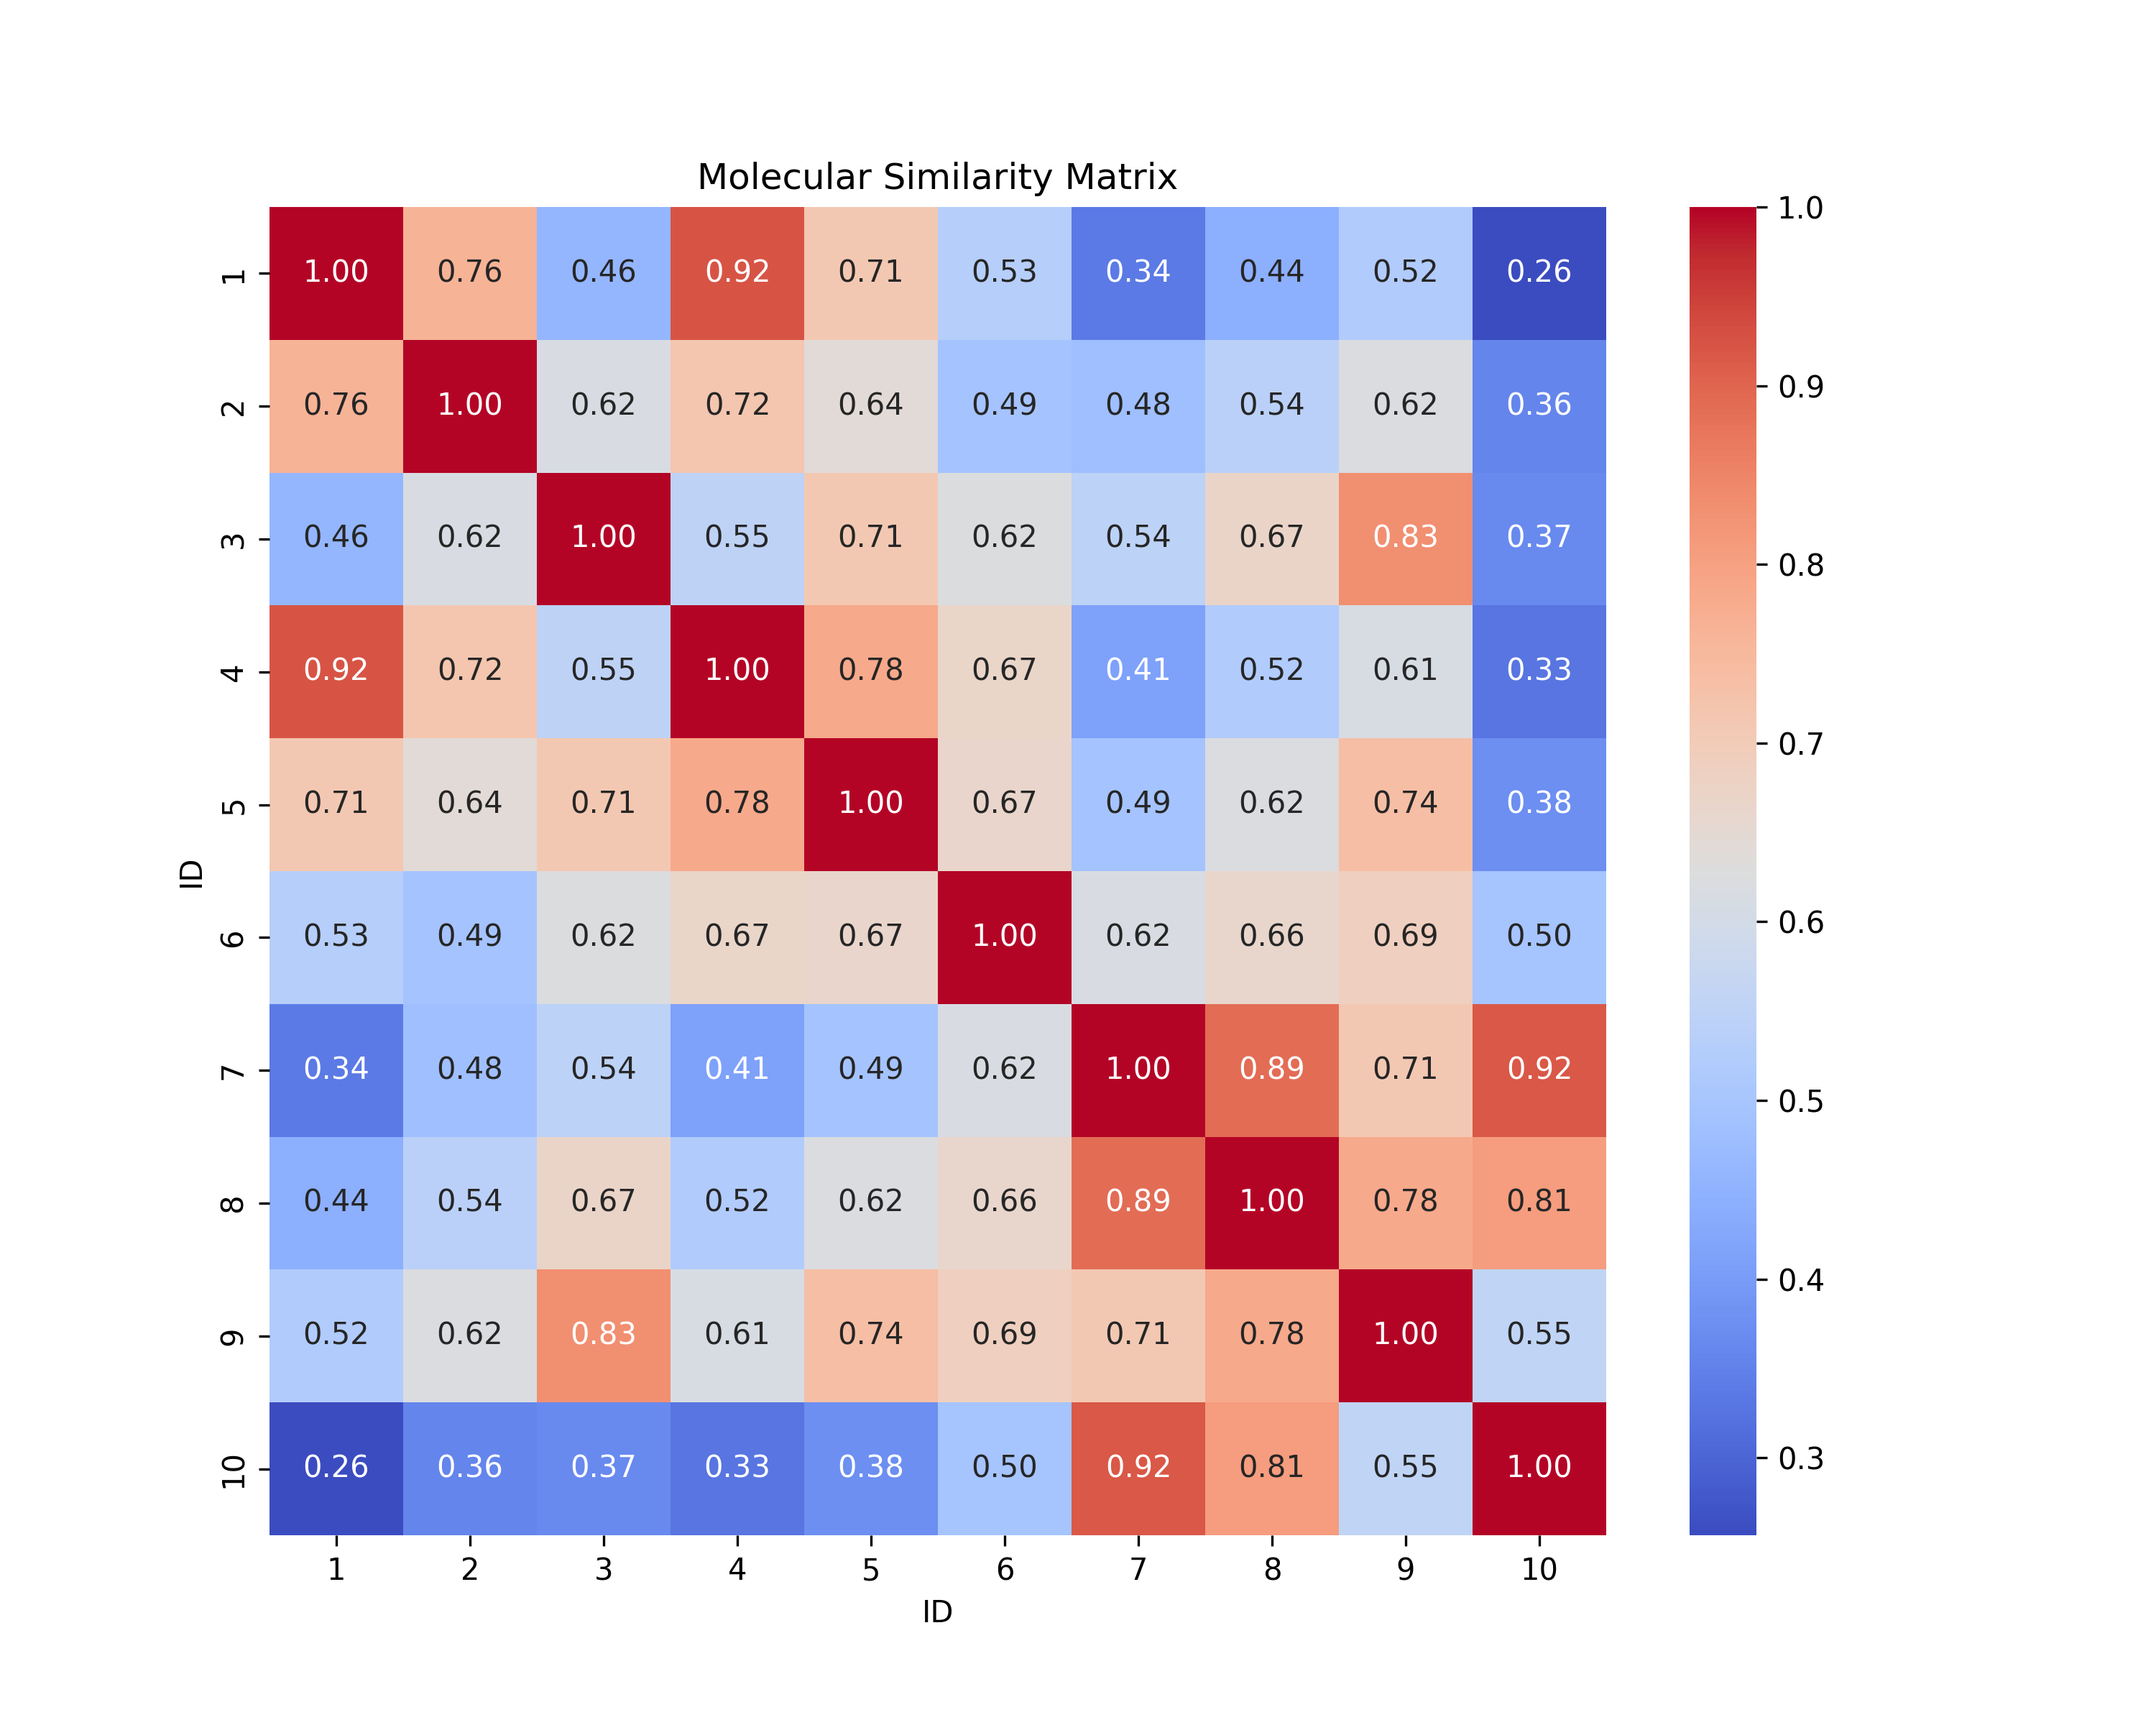 Molecular Similarity Matrix
1 1.00 0.76 0.46 0.92 0.71 0.53 0.34 0.44 0.52 0.26
2 0.76 1.00 0.62 0.72 0.64 0.49 0.48 0.54 0.62 0.36
3 0.46 0.62 1.00 0.55 0.71 0.62 0.54 0.67 0.83 0.37
4 0.92 0.72 0.55 1.00 0.78 0.67 0.41 0.52 0.61 0.33
5 0.71 0.64 0.71 0.78 1.00 0.67 0.49 0.62 0.74 0.38
6 0.53 0.49 0.62 0.67 0.67 1.00 0.62 0.66 0.69 0.50
7 0.34 0.48 0.54 0.41 0.49 0.62 1.00 0.89 0.71 0.92
8 0.44 0.54 0.67 0.52 0.62 0.66 0.89 1.00 0.78 0.81
9 0.52 0.62 0.83 0.61 0.74 0.69 0.71 0.78 1.00 0.55
10 0.26 0.36 0.37 0.33 0.38 0.50 0.92 0.81 0.55 1.00
1 2 3 4 5 6 7 8 9 10
ID
ID
1.0
0.9
0.8
0.7
0.6
0.5
0.4
0.3